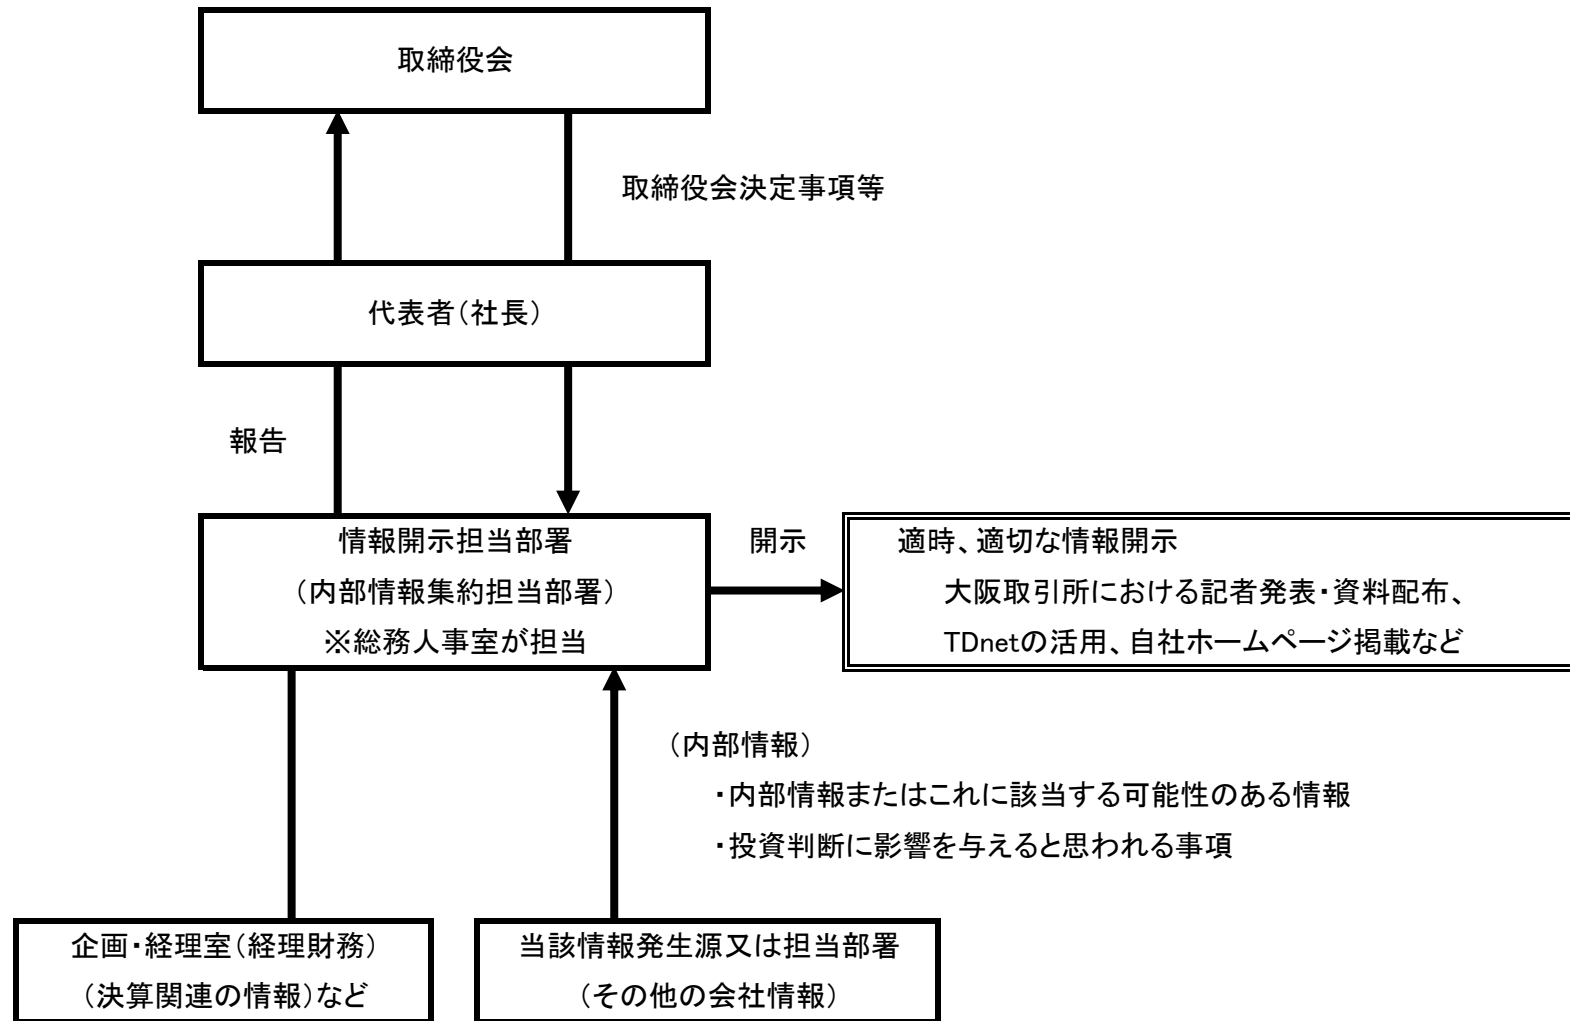 取締役会
取締役会決定事項等
代表者(社長)
報告
情報開示担当部署
(内部情報集約担当部署)
※総務人事室が担当
開示
適時、適切な情報開示
大阪取引所における記者発表・資料配布、
TDnetの活用、自社ホームページ掲載など
(内部情報)
・内部情報またはこれに該当する可能性のある情報
・投資判断に影響を与えると思われる事項
企画・経理室(経理財務)
(決算関連の情報)など
当該情報発生源又は担当部署
(その他の会社情報)